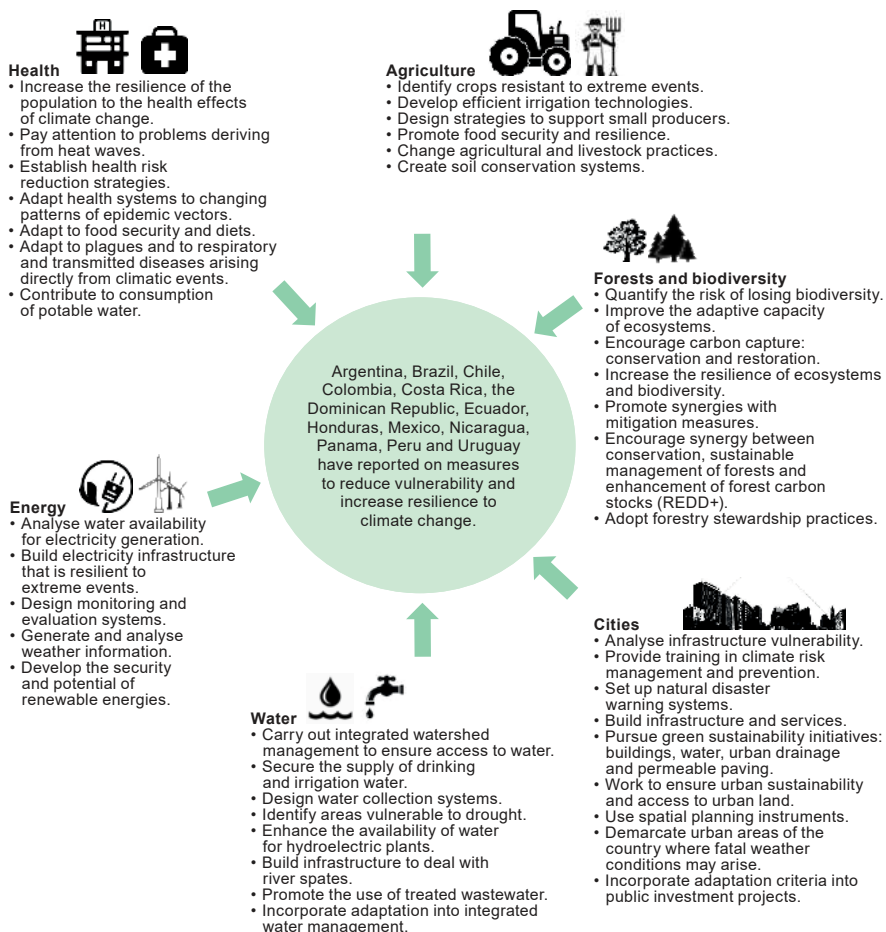 H
Health
• Increase the resilience of the
population to the health effects
of climate change.
• Pay attention to problems deriving
from heat waves.
• Establish health risk
reduction strategies.
• Adapt health systems to changing
patterns of epidemic vectors.
• Adapt to food security and diets.
• Adapt to plagues and to respiratory
and transmitted diseases arising
directly from climatic events.
• Contribute to consumption
of potable water.
Agriculture
• Identify crops resistant to extreme events.
• Develop efficient irrigation technologies.
• Design strategies to support small producers.
• Promote food security and resilience.
• Change agricultural and livestock practices.
• Create soil conservation systems.
Forests and biodiversity
• Quantify the risk of losing biodiversity.
• Improve the adaptive capacity
of ecosystems.
• Encourage carbon capture:
conservation and restoration.
• Increase the resilience of ecosystems
and biodiversity.
• Promote synergies with
mitigation measures.
• Encourage synergy between
conservation, sustainable
management of forests and
enhancement of forest carbon
stocks (REDD+).
• Adopt forestry stewardship practices.
Argentina, Brazil, Chile,
Colombia, Costa Rica, the
Dominican Republic, Ecuador,
Honduras, Mexico, Nicaragua,
Panama, Peru and Uruguay
have reported on measures
to reduce vulnerability and
increase resilience to
climate change.
Energy
• Analyse water availability
for electricity generation.
• Build electricity infrastructure
that is resilient to
extreme events.
• Design monitoring and
evaluation systems.
• Generate and analyse
weather information.
• Develop the security
and potential of
renewable energies.
Water
• Carry out integrated watershed
management to ensure access to water.
• Secure the supply of drinking
and irrigation water.
• Design water collection systems.
• Identify areas vulnerable to drought.
• Enhance the availability of water
for hydroelectric plants.
• Build infrastructure to deal with
river spates.
• Promote the use of treated wastewater.
• Incorporate adaptation into integrated
water management.
Cities
• Analyse infrastructure vulnerability.
• Provide training in climate risk
management and prevention.
• Set up natural disaster
warning systems.
• Build infrastructure and services.
• Pursue green sustainability initiatives:
buildings, water, urban drainage
and permeable paving.
• Work to ensure urban sustainability
and access to urban land.
• Use spatial planning instruments.
• Demarcate urban areas of the
country where fatal weather
conditions may arise.
• Incorporate adaptation criteria into
public investment projects.